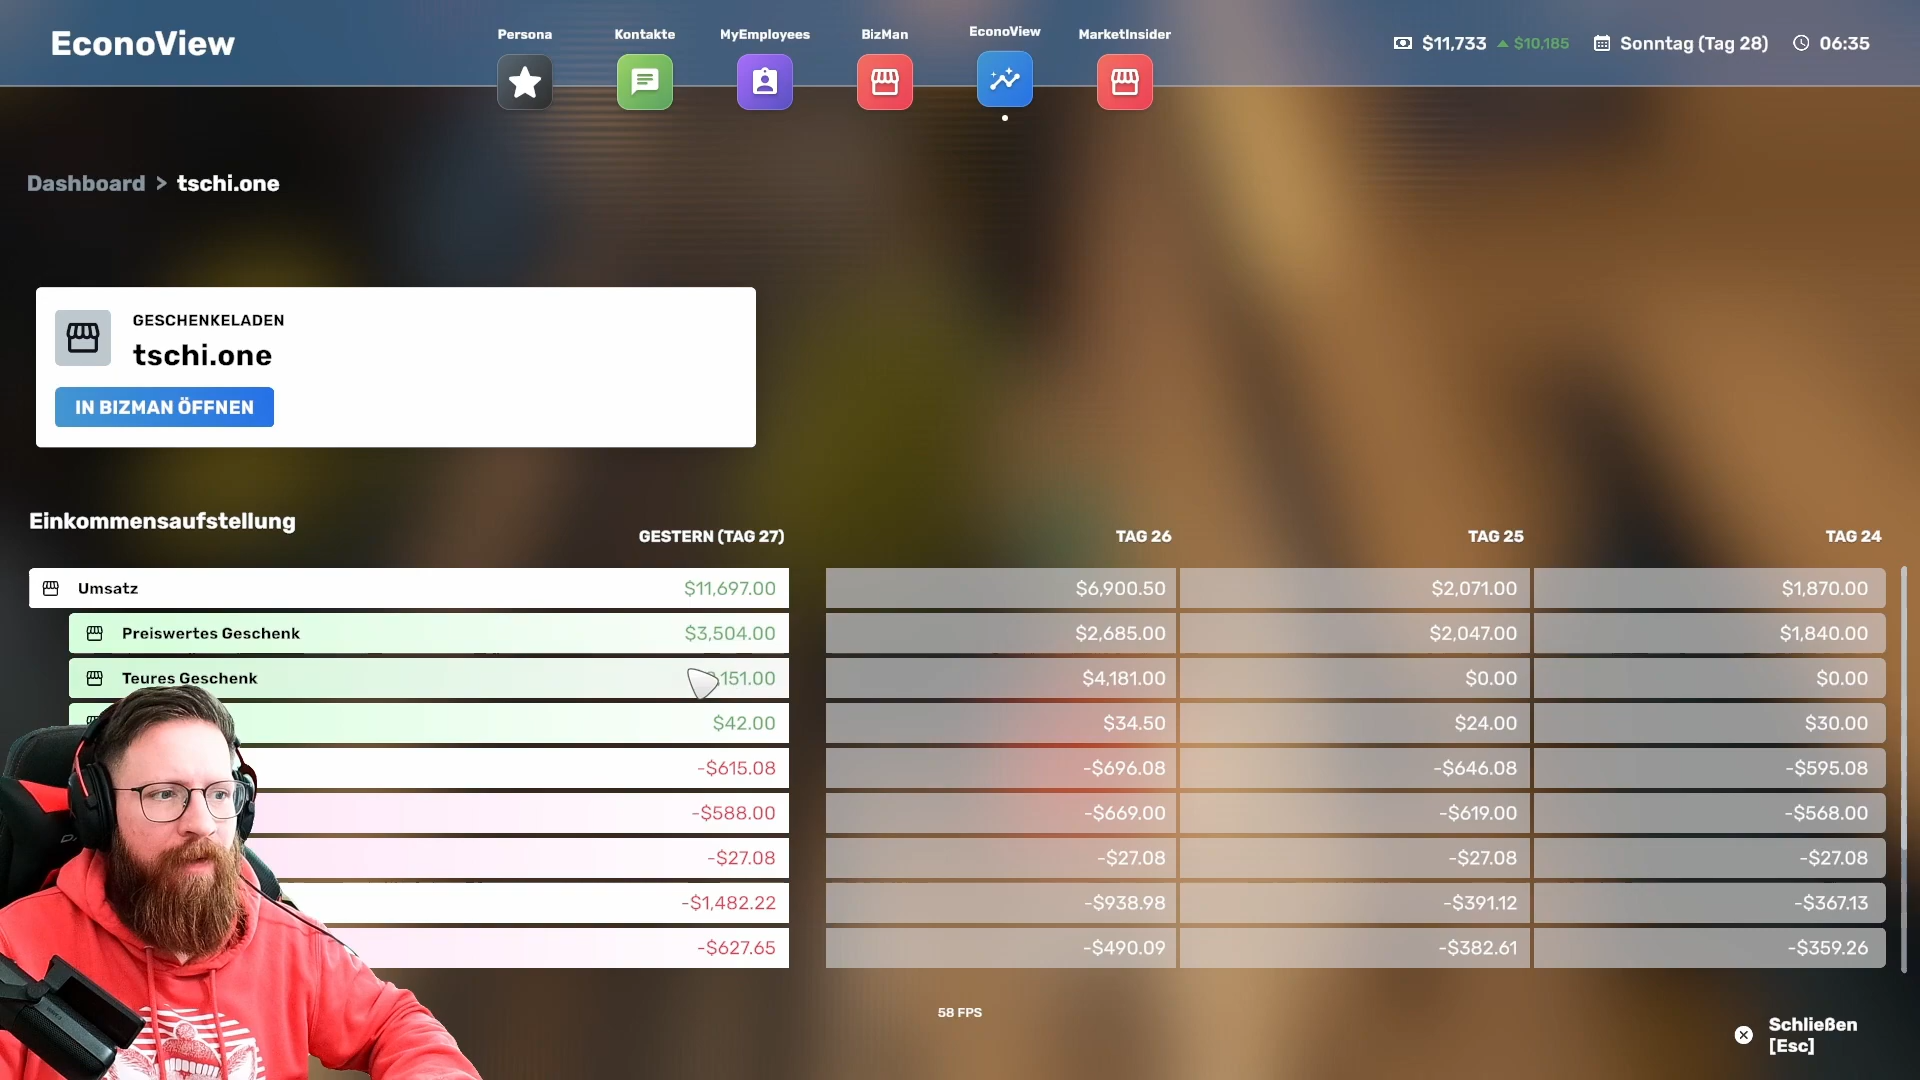 EconoView
Persona
Kontakte
MyEmployees
BizMan
EconoView
MarketInsider
$11,733 $10,185 Sonntag (Tag 28) 06:35
Dashboard > tschi.one
GESCHENKELADEN
tschi.one
IN BIZMAN ÖFFNEN
Einkommensaufstellung
GESTERN (TAG 27) TAG 26 TAG 25 TAG 24
Umsatz $11,697.00 $6,900.50 $2,071.00 $1,870.00
Preiswertes Geschenk $3,504.00 $2,685.00 $2,047.00 $1,840.00
Teures Geschenk 151.00 $4,181.00 $0.00 $0.00
$42.00 $34.50 $24.00 $30.00
-$615.08 -$696.08 -$646.08 -$595.08
-$588.00 -$669.00 -$619.00 -$568.00
-$27.08 -$27.08 -$27.08 -$27.08
-$1,482.22 -$938.98 -$391.12 -$367.13
-$627.65 -$490.09 -$382.61 -$359.26
58 FPS
Schließen
[Esc]